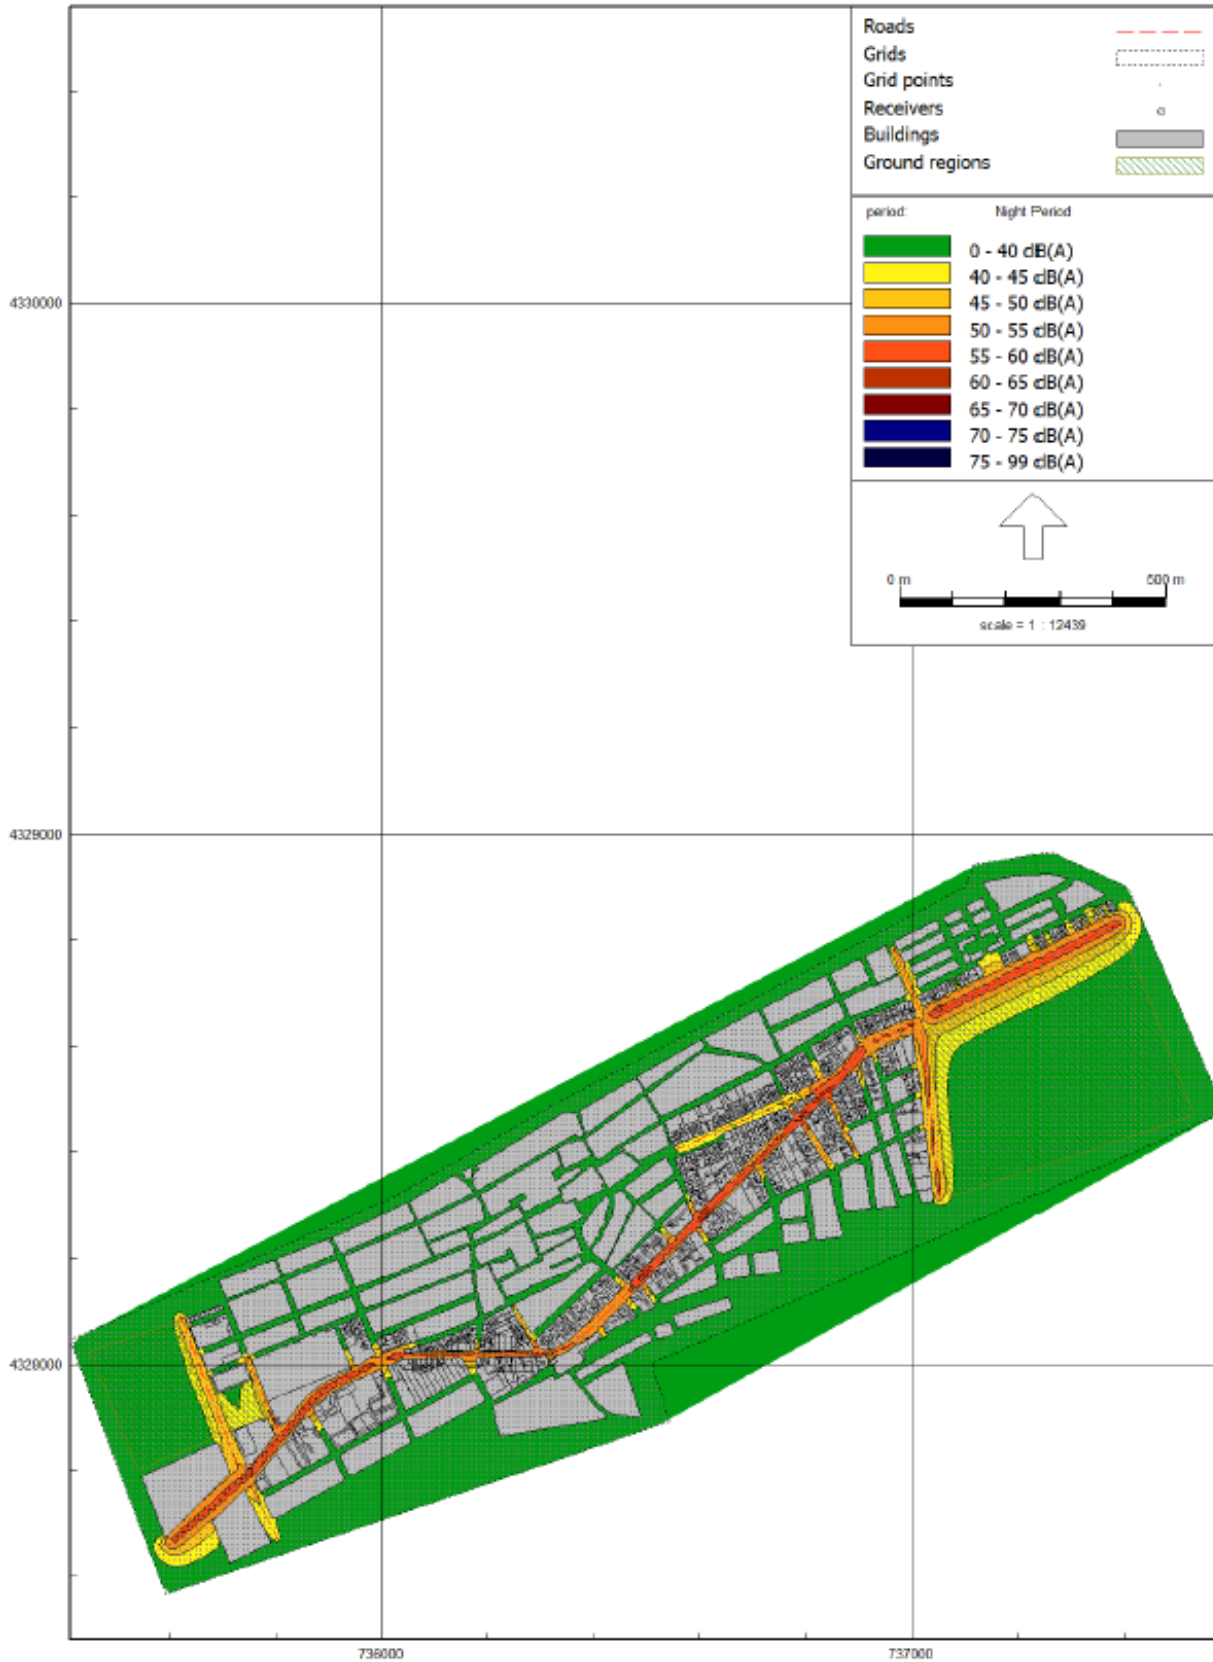 Roads
Grids
Grid points
Receivers
Buildings
Ground regions
period: Night Period
0 - 40 dB(A)
40 - 45 dB(A)
45 - 50 dB(A)
50 - 55 dB(A)
55 - 60 dB(A)
60 - 65 dB(A)
65 - 70 dB(A)
70 - 75 dB(A)
75 - 99 dB(A)
0 m 500 m
scale = 1 : 12439
4330000
4329000
4328000
736000 737000